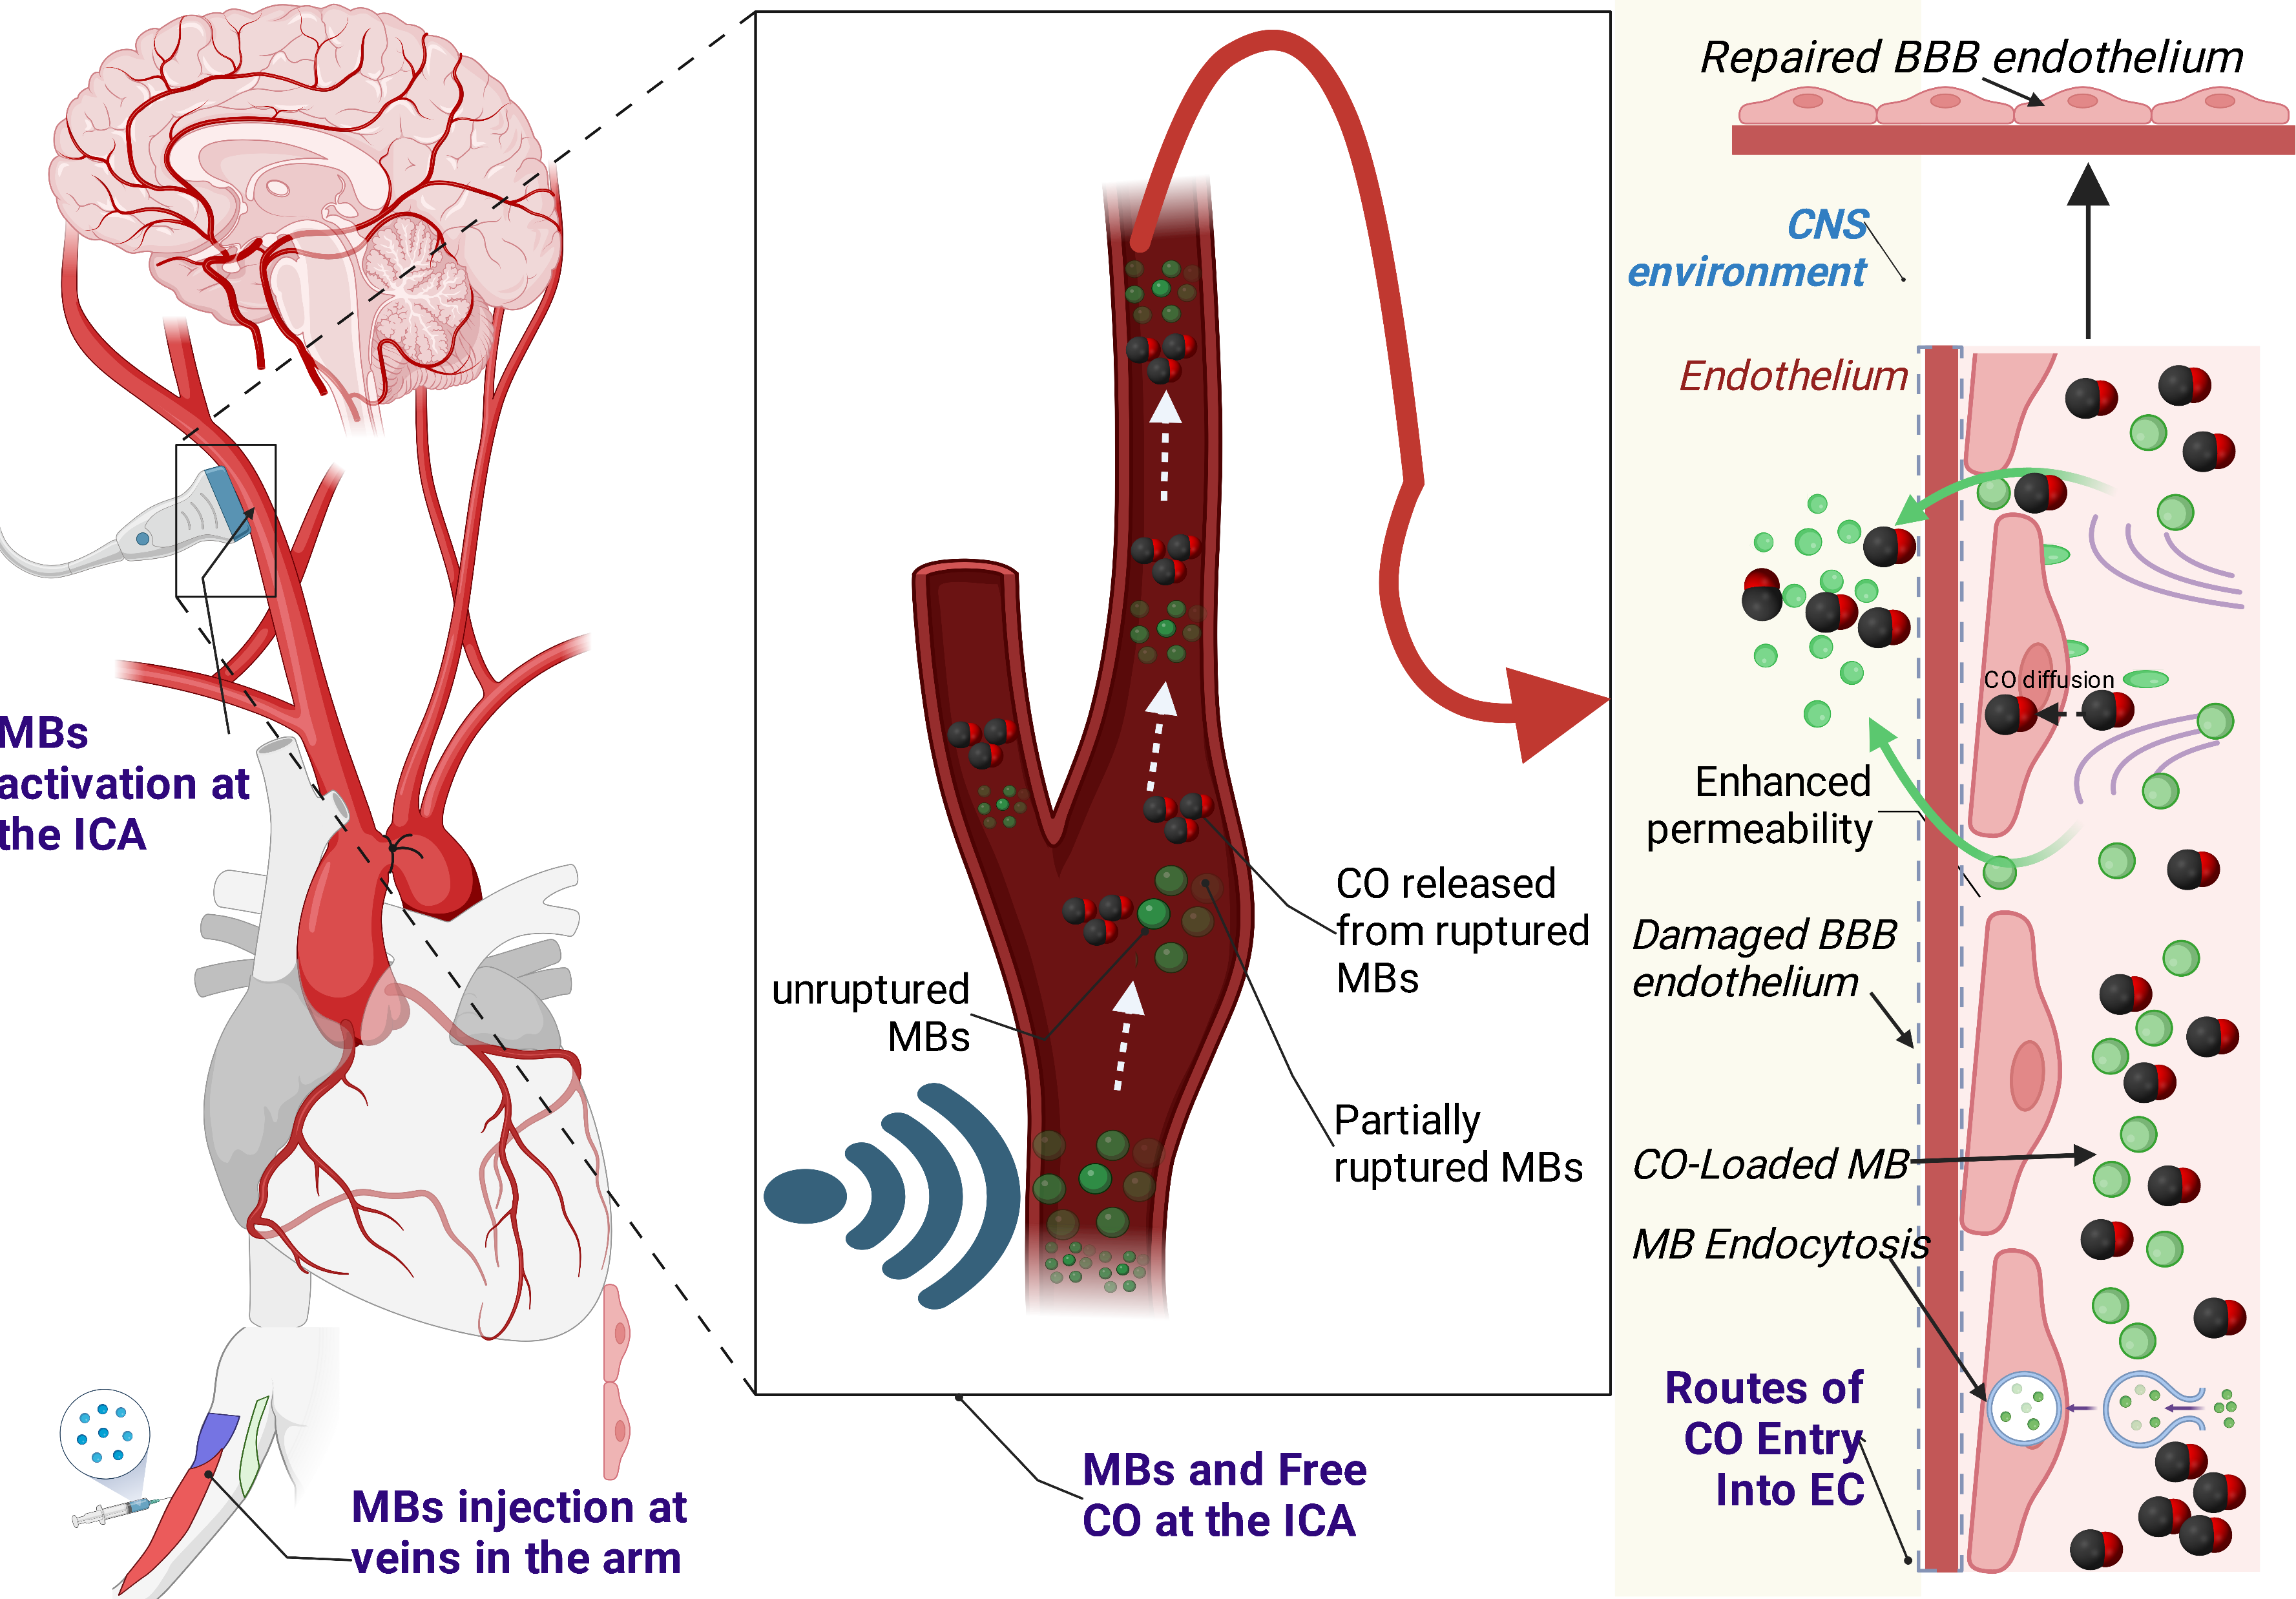 MBs
activation at
the ICA
MBs injection at
veins in the arm
unruptured
MBs
CO released
from ruptured
MBs
Partially
ruptured MBs
MBs and Free
CO at the ICA
Repaired BBB endothelium
CNS
environment
Endothelium
CO diffusion
Enhanced
permeability
Damaged BBB
endothelium
CO-Loaded MB
MB Endocytosis
Routes of
CO Entry
Into EC